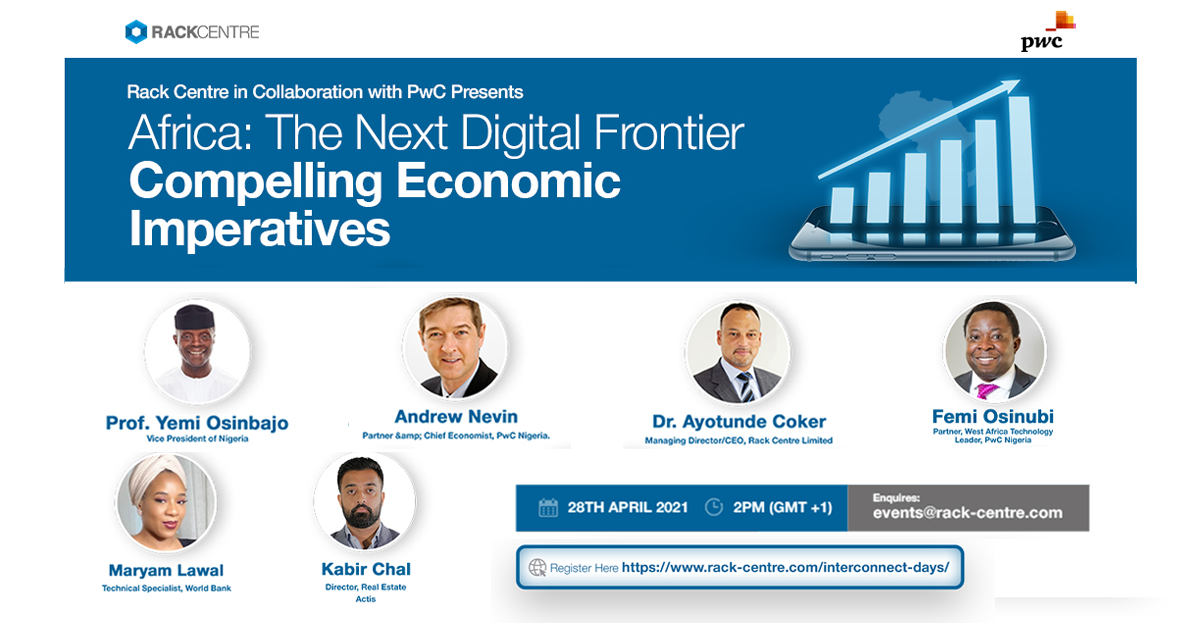 RACKCENTRE
pwc
Rack Centre in Collaboration with PwC Presents
Africa: The Next Digital Frontier
Compelling Economic
Imperatives
Prof. Yemi Osinbajo
Vice President of Nigeria
Andrew Nevin
Partner &amp; Chief Economist, PwC Nigeria.
Dr. Ayotunde Coker
Managing Director/CEO, Rack Centre Limited
Femi Osinubi
Partner, West Africa Technology
Leader, PwC Nigeria
Maryam Lawal
Technical Specialist, World Bank
Kabir Chal
Director, Real Estate
Actis
28TH APRIL 2021
2PM (GMT +1)
Enquires:
events@rack-centre.com
Register Here https://www.rack-centre.com/interconnect-days/